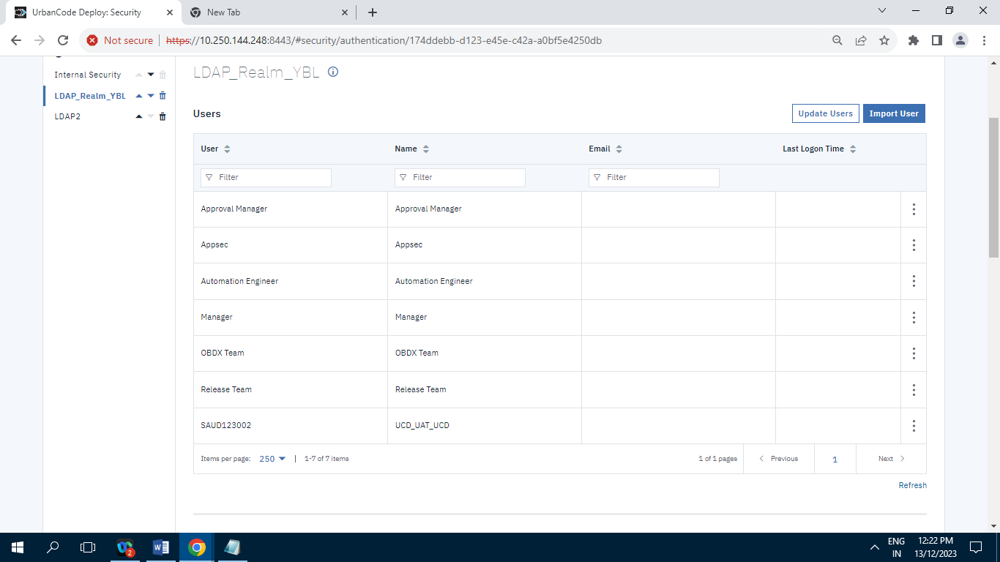 UrbanCode Deploy: Security
New Tab
Not secure
https://10.250.144.248:8443/#security/authentication/174ddebb-d123-e45e-c42a-a0bf5e4250db
Internal Security
LDAP_Realm_YBL
LDAP2
LDAP_Realm_YBL
Users
Update Users
Import User
User Name Email Last Logon Time
Filter Filter Filter
Approval Manager Approval Manager
Appsec Appsec
Automation Engineer Automation Engineer
Manager Manager
OBDX Team OBDX Team
Release Team Release Team
SAUD123002 UCD_UAT_UCD
Items per page: 250 | 1-7 of 7 items 1 of 1 pages Previous 1 Next
Refresh
2
ENG
IN
12:22 PM
13/12/2023